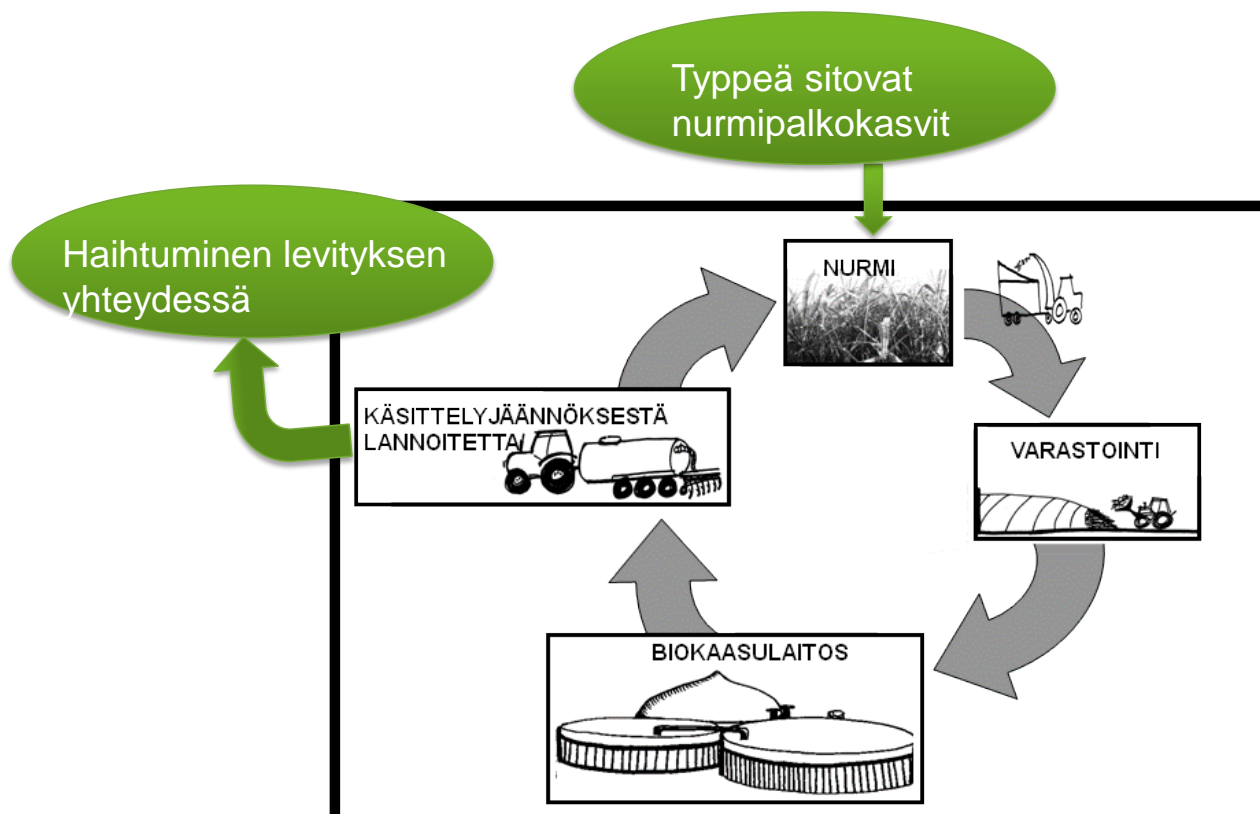 Typpeä sitovat
nurmipalkokasvit
Haihtuminen levityksen
yhteydessä
NURMI
KÄSITTELYJÄÄNNÖKSESTÄ
LANNOITETTA/
VARASTOINTI
BIOKAASULAITOS